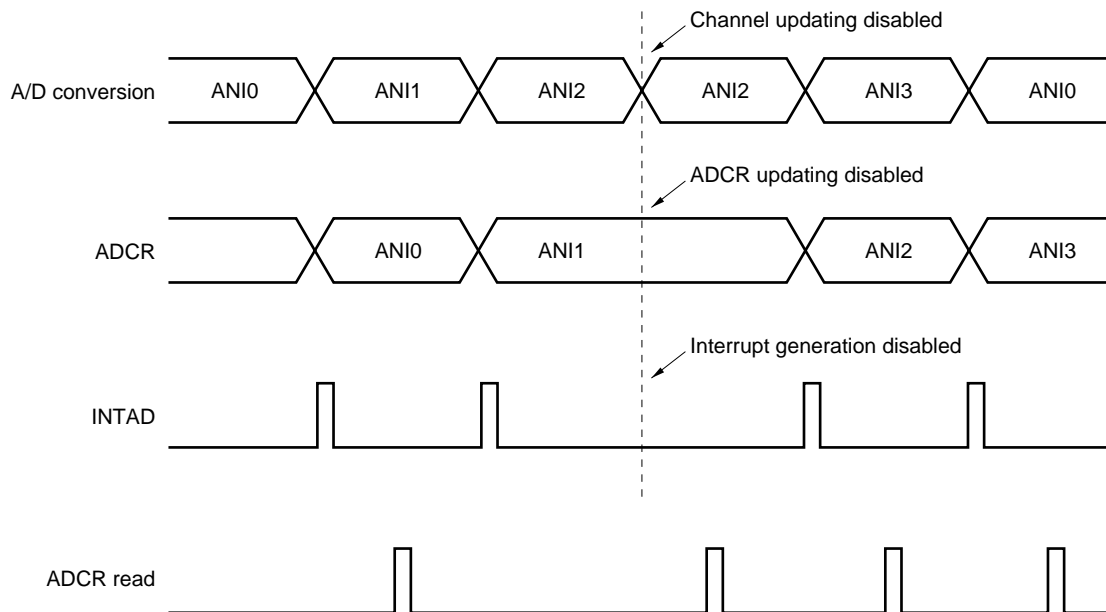 Channel updating disabled
A/D conversion ANI0 ANI1 ANI2 ANI2 ANI3 ANI0
ADCR updating disabled
ADCR ANI0 ANI1 ANI2 ANI3
Interrupt generation disabled
INTAD
ADCR read